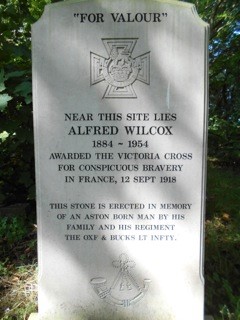 "FOR VALOUR"
NEAR THIS SITE LIES
ALFRED WILCOX
1884 ~ 1954
AWARDED THE VICTORIA CROSS
FOR CONSPICUOUS BRAVERY
IN FRANCE, 12 SEPT 1918
THIS STONE IS ERECTED IN MEMORY
OF AN ASTON BORN MAN BY HIS
FAMILY AND HIS REGIMENT
THE OXF & BUCKS LT INFTY.